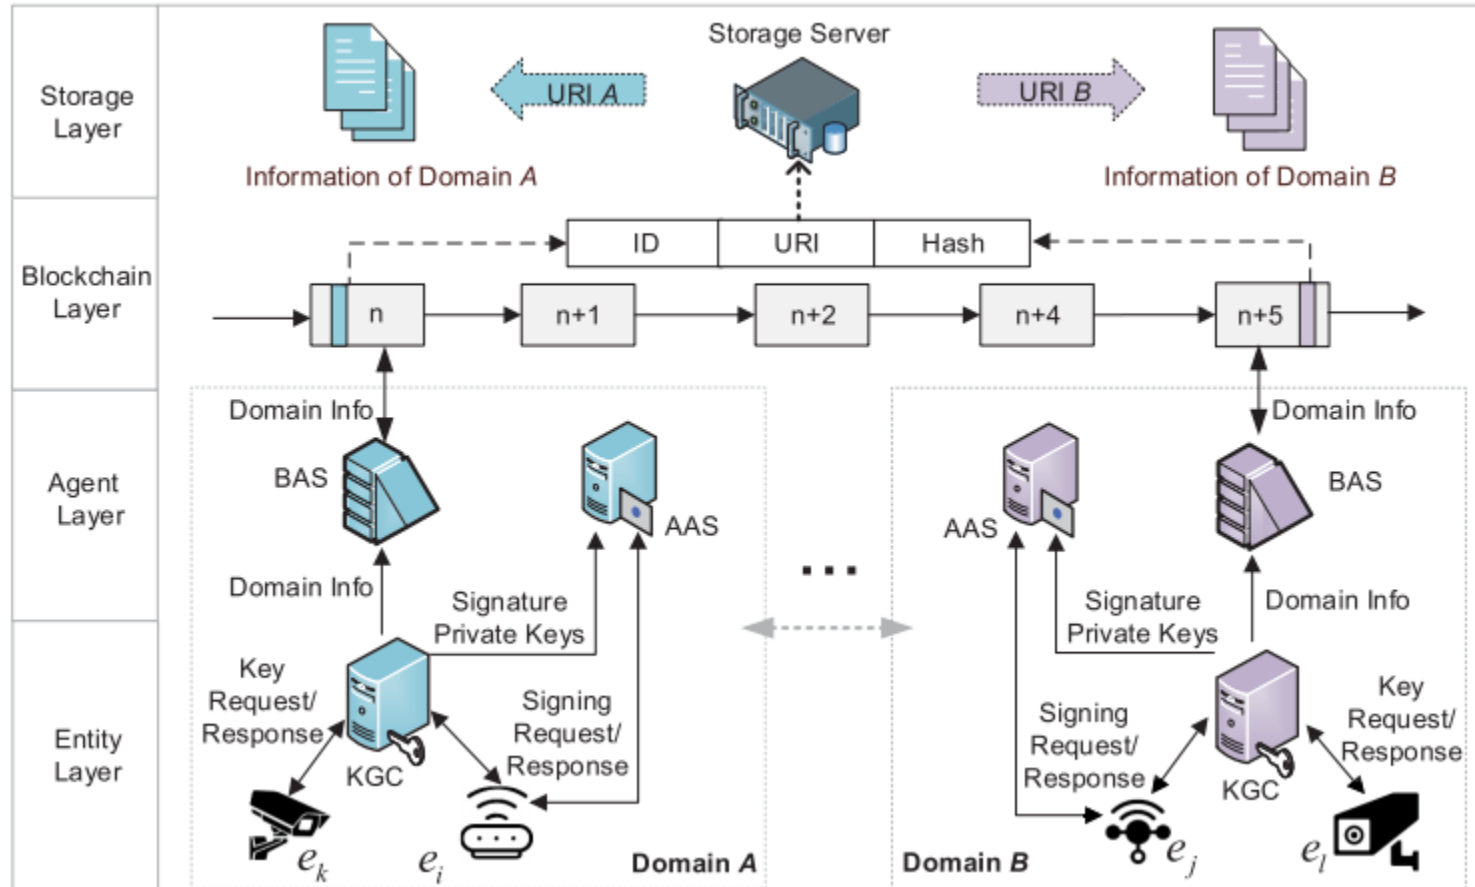 Storage
Layer
Storage Server
URI A
URI B
Information of Domain A
Information of Domain B
Blockchain
Layer
ID
URI
Hash
n
n+1
n+2
n+4
n+5
Agent
Layer
Domain Info
BAS
AAS
Domain Info
Signature
Private Keys
...
AAS
Domain Info
BAS
Signature
Private Keys
Domain Info
Entity
Layer
Key
Request/
Response
KGC
Signing
Request/
Response
e_k
e_i
Domain A
Signing
Request/
Response
KGC
Key
Request/
Response
Domain B
e_j
e_l